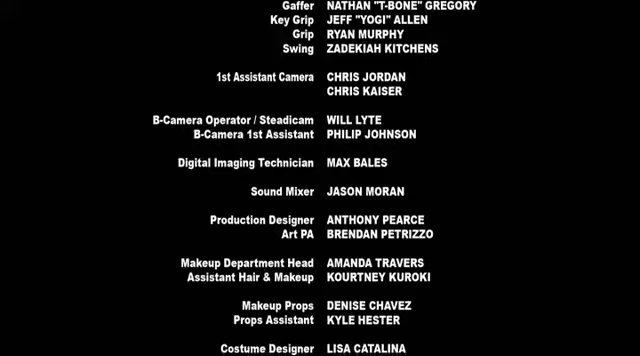 Gaffer NATHAN "T-BONE" GREGORY
Key Grip JEFF "YOGI" ALLEN
Grip RYAN MURPHY
Swing ZADEKIAH KITCHENS
1st Assistant Camera CHRIS JORDAN
CHRIS KAISER
B-Camera Operator / Steadicam WILL LYTE
B-Camera 1st Assistant PHILIP JOHNSON
Digital Imaging Technician MAX BALES
Sound Mixer JASON MORAN
Production Designer ANTHONY PEARCE
Art PA BRENDAN PETRIZZO
Makeup Department Head AMANDA TRAVERS
Assistant Hair & Makeup KOURTNEY KUROKI
Makeup Props DENISE CHAVEZ
Props Assistant KYLE HESTER
Costume Designer LISA CATALINA